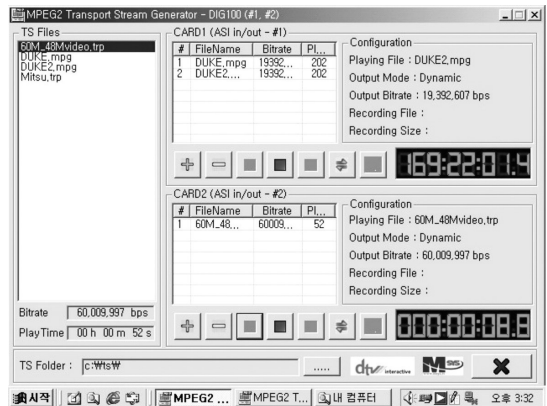 MPEG2 Transport Stream Generator - DIG100 (#1, #2)
TS Files
60M_48Mvideo,trp
DUKE,mpg
DUKE2,mpg
Mitsu,trp
Bitrate 60,009,997 bps
PlayTime 00 h 00 m 52 s
CARD1 (ASI in/out - #1)
# FileName Bitrate Pl,,,
1 DUKE,mpg 19392,,, 202
2 DUKE2,,,, 19392,,, 202
Configuration
Playing File : DUKE2,mpg
Output Mode : Dynamic
Output Bitrate : 19,392,607 bps
Recording File :
Recording Size :
169:22:01.4
CARD2 (ASI in/out - #2)
# FileName Bitrate Pl,,,
1 60M_48,,, 60009,,, 52
Configuration
Playing File : 60M_48Mvideo,trp
Output Mode : Dynamic
Output Bitrate : 60,009,997 bps
Recording File :
Recording Size :
000:00:08.8
TS Folder : c:₩ts₩ ..... dtv interactive M SYS
시작 MPEG2 ... MPEG2 T... 내 컴퓨터 오후 3:32